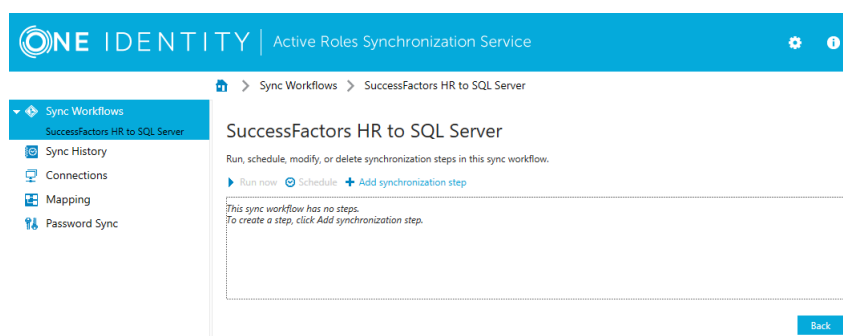 ONE IDENTITY Active Roles Synchronization Service
Sync Workflows > SuccessFactors HR to SQL Server
Sync Workflows
SuccessFactors HR to SQL Server
Sync History
Connections
Mapping
Password Sync
SuccessFactors HR to SQL Server
Run, schedule, modify, or delete synchronization steps in this sync workflow.
Run now Schedule Add synchronization step
This sync workflow has no steps.
To create a step, click Add synchronization step.
Back